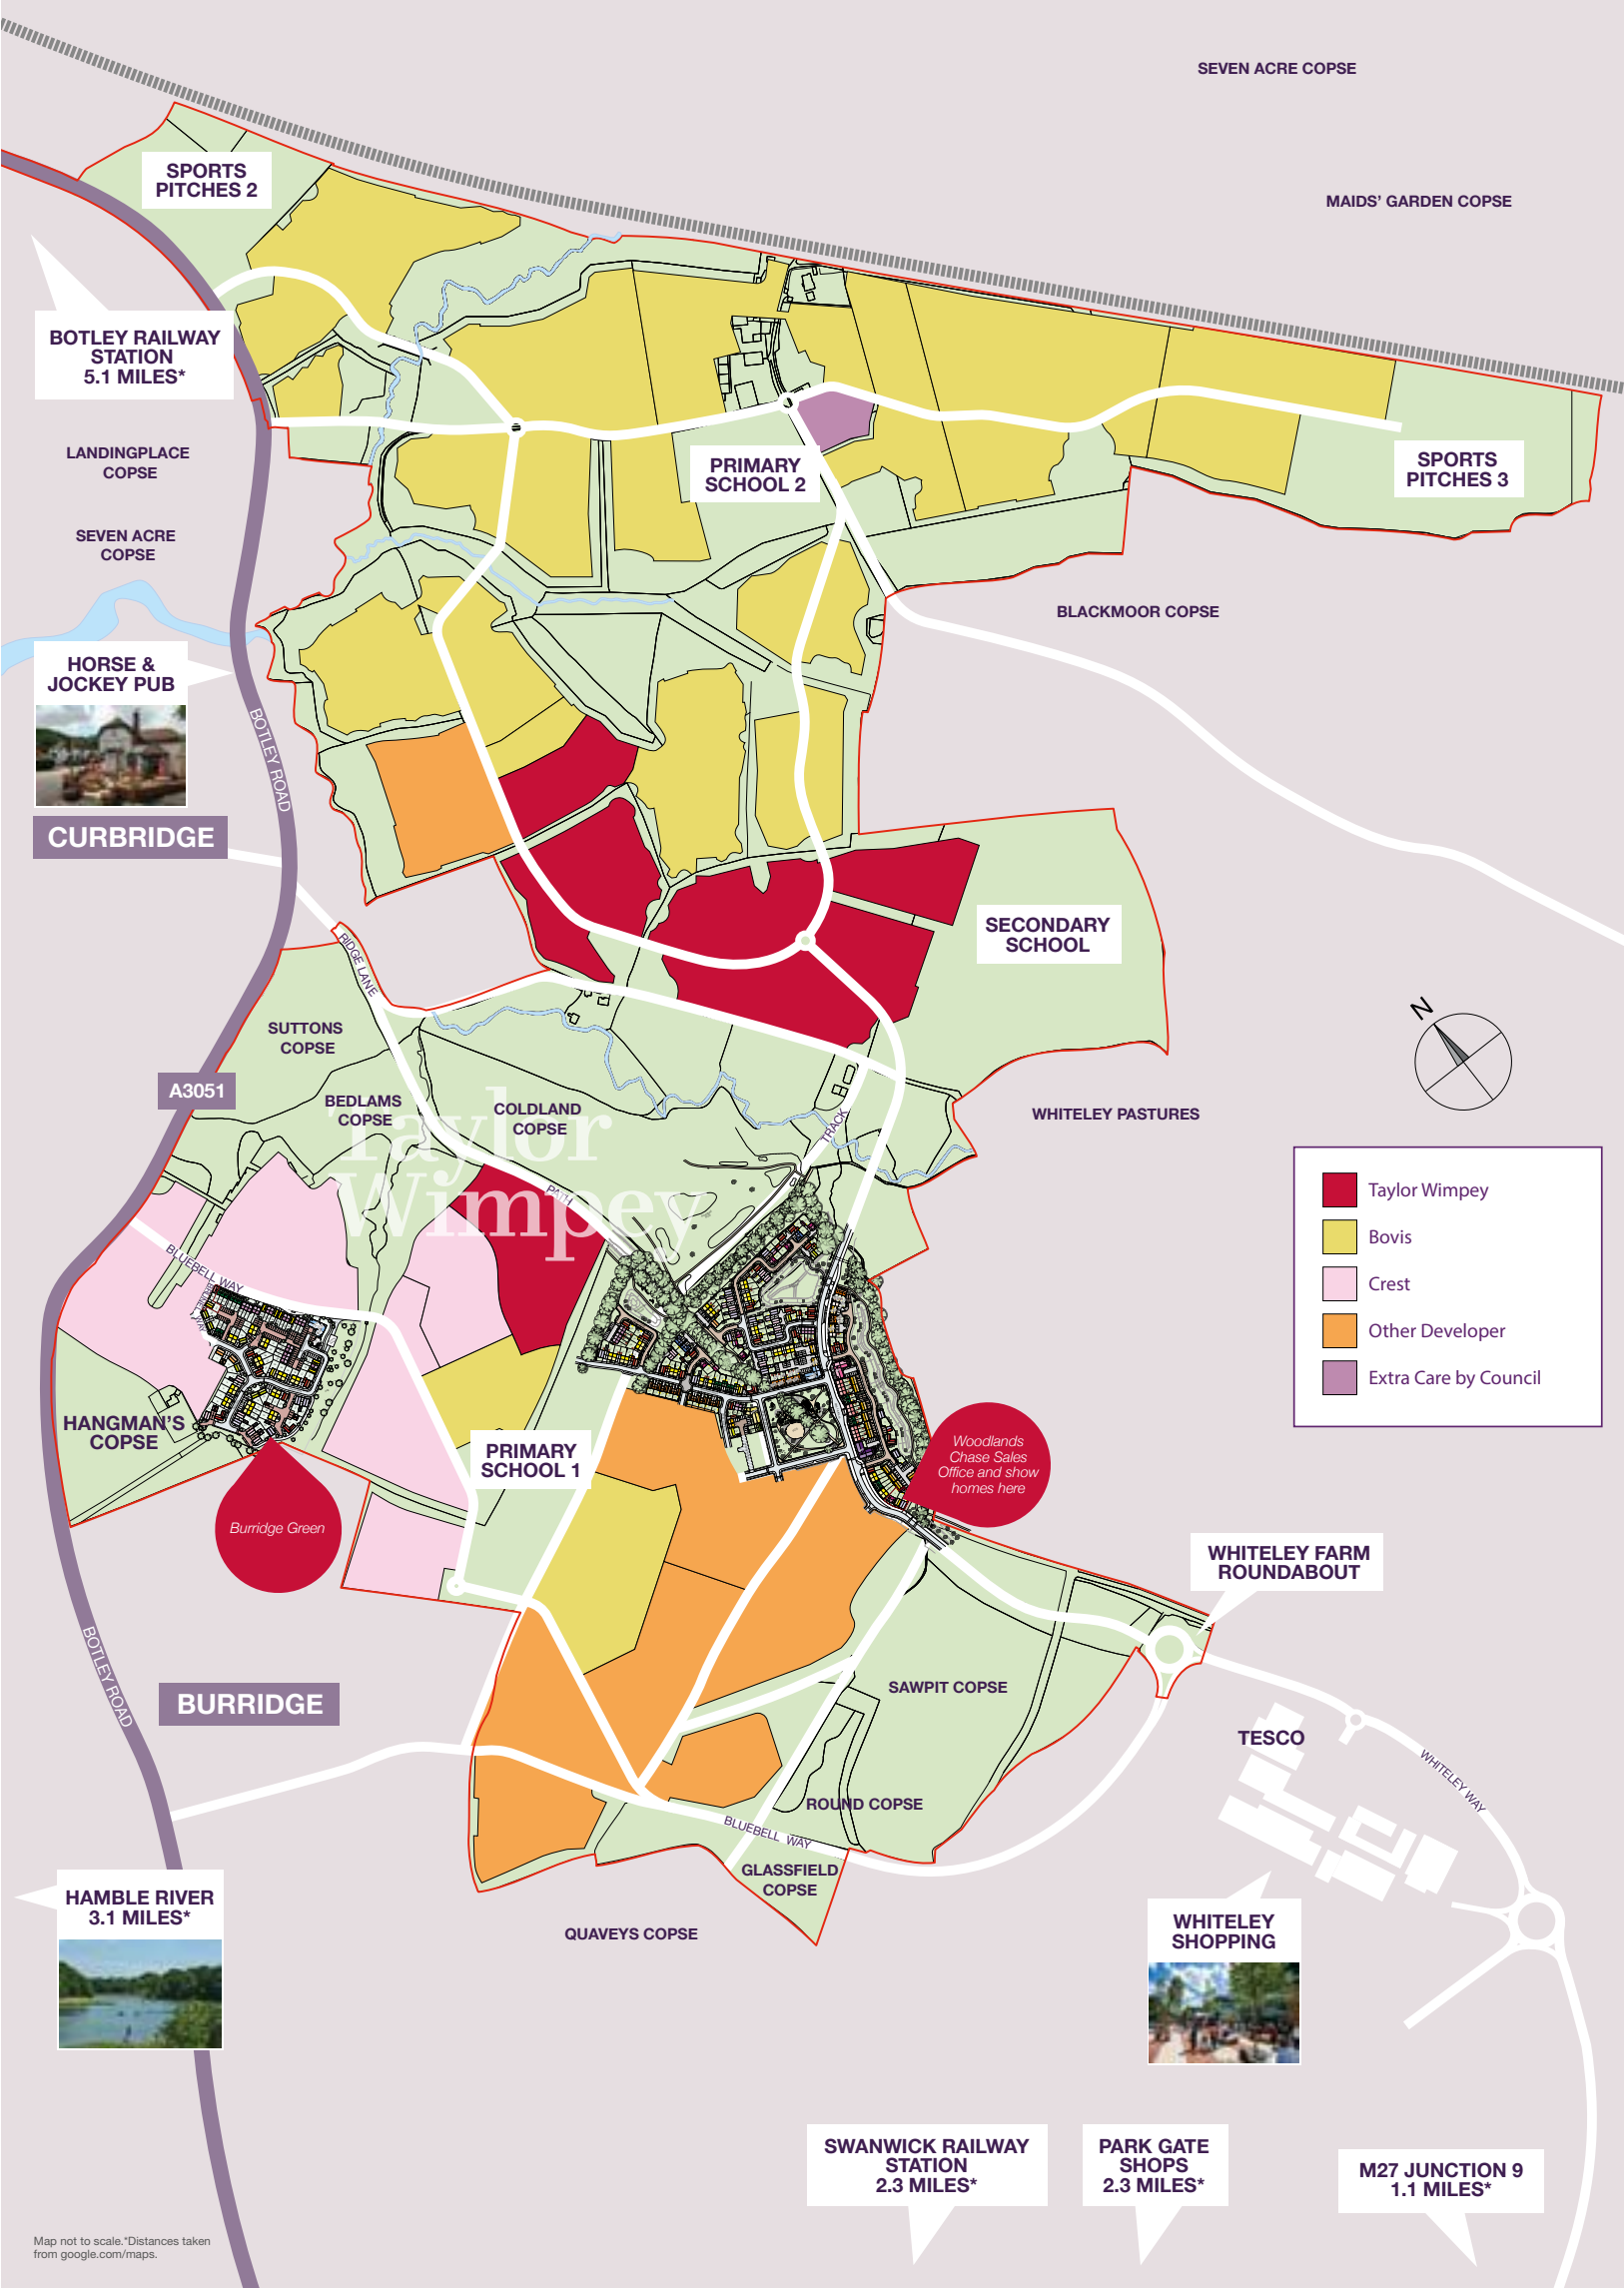 SEVEN ACRE COPSE
MAIDS' GARDEN COPSE
SPORTS
PITCHES 2
BOTLEY RAILWAY
STATION
5.1 MILES*
LANDINGPLACE
COPSE
SEVEN ACRE
COPSE
PRIMARY
SCHOOL 2
SPORTS
PITCHES 3
BLACKMOOR COPSE
HORSE &
JOCKEY PUB
BOTLEY ROAD
CURBRIDGE
SECONDARY
SCHOOL
RIDGE LANE
N
SUTTONS
COPSE
A3051
BEDLAMS
COPSE
COLDLAND
COPSE
TRACK
WHITELEY PASTURES
Taylor
Wimpey
PATH
Taylor Wimpey
Bovis
Crest
Other Developer
Extra Care by Council
BLUEBELL WAY
HANGMAN'S
COPSE
PRIMARY
SCHOOL 1
Woodlands
Chase Sales
Office and show
homes here
Burridge Green
WHITELEY FARM
ROUNDABOUT
BOTLEY ROAD
BURRIDGE
SAWPIT COPSE
TESCO
WHITELEY WAY
ROUND COPSE
BLUEBELL WAY
GLASSFIELD
COPSE
HAMBLE RIVER
3.1 MILES*
QUAVEYS COPSE
WHITELEY
SHOPPING
SWANWICK RAILWAY
STATION
2.3 MILES*
PARK GATE
SHOPS
2.3 MILES*
M27 JUNCTION 9
1.1 MILES*
Map not to scale.*Distances taken
from google.com/maps.